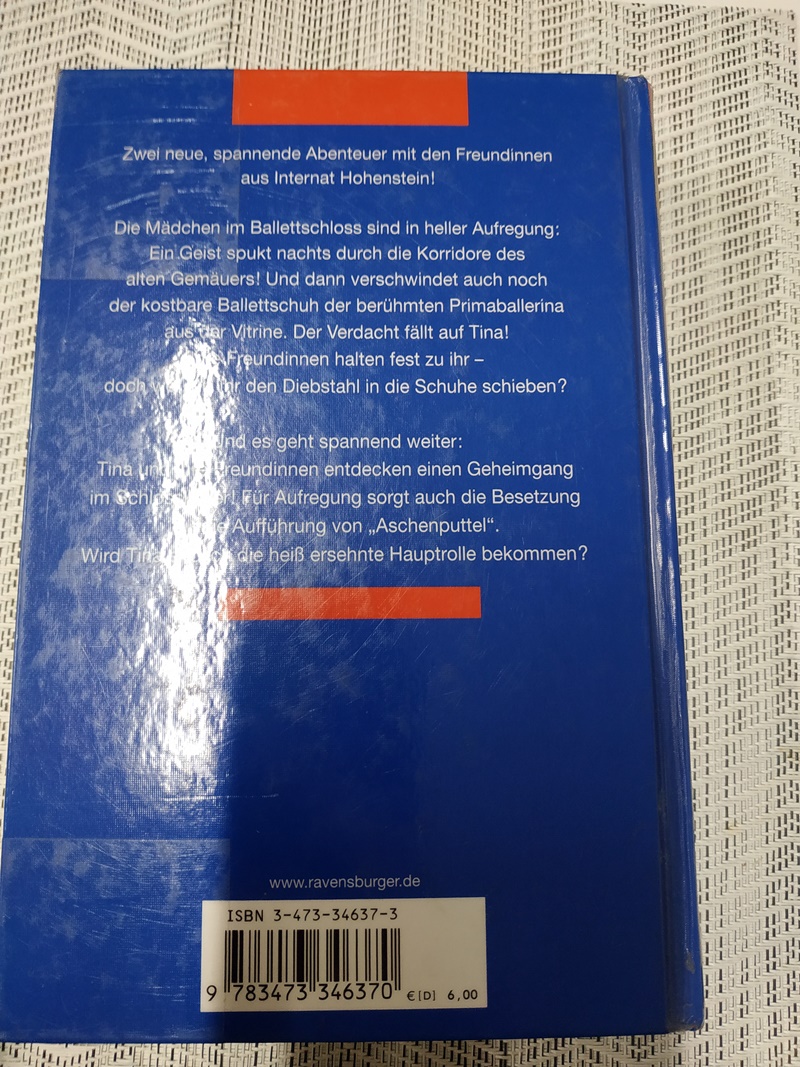 Zwei neue, spannende Abenteuer mit den Freundinnen
aus Internat Hohenstein!
Die Mädchen im Ballettschloss sind in heller Aufregung:
Ein Geist spukt nachts durch die Korridore des
alten Gemäuers! Und dann verschwindet auch noch
der kostbare Ballettschuh der berühmten Primaballerina
aus der Vitrine. Der Verdacht fällt auf Tina!
Freundinnen halten fest zu ihr –
doch den Diebstahl in die Schuhe schieben?
und es geht spannend weiter:
Tina und Freundinnen entdecken einen Geheimgang
im Für Aufregung sorgt auch die Besetzung
Aufführung von „Aschenputtel“.
Wird Tina die heiß ersehnte Hauptrolle bekommen?
www.ravensburger.de
ISBN 3-473-34637-3
9 783473 346370 € [D] 6,00